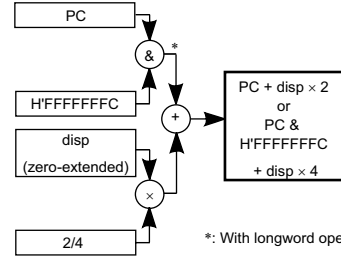 PC
&
*
H'FFFFFFFC
+
disp
(zero-extended)
×
2/4
PC + disp × 2
or
PC &
H'FFFFFFFC
+ disp × 4
*: With longword ope